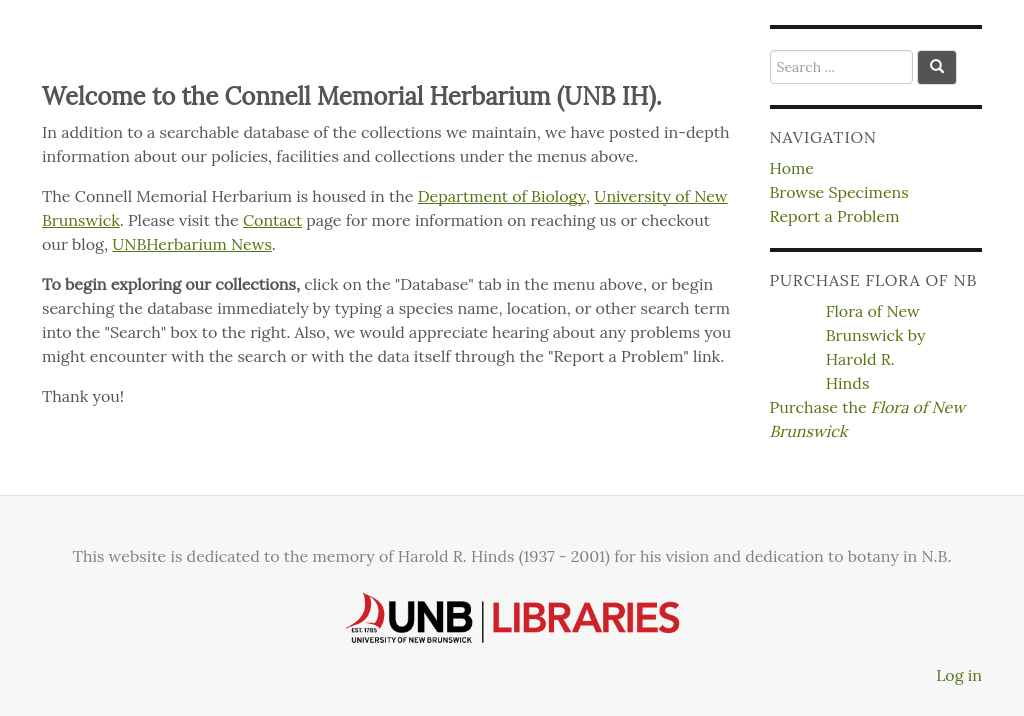 Welcome to the Connell Memorial Herbarium (UNB IH).
In addition to a searchable database of the collections we maintain, we have posted in-depth
information about our policies, facilities and collections under the menus above.
The Connell Memorial Herbarium is housed in the Department of Biology, University of New
Brunswick. Please visit the Contact page for more information on reaching us or checkout
our blog, UNBHerbarium News.
To begin exploring our collections, click on the "Database" tab in the menu above, or begin
searching the database immediately by typing a species name, location, or other search term
into the "Search" box to the right. Also, we would appreciate hearing about any problems you
might encounter with the search or with the data itself through the "Report a Problem" link.
Thank you!
Search ...
NAVIGATION
Home
Browse Specimens
Report a Problem
PURCHASE FLORA OF NB
Flora of New
Brunswick by
Harold R.
Hinds
Purchase the Flora of New
Brunswick
This website is dedicated to the memory of Harold R. Hinds (1937 - 2001) for his vision and dedication to botany in N.B.
EST. 1785 UNB LIBRARIES
UNIVERSITY OF NEW BRUNSWICK
Log in